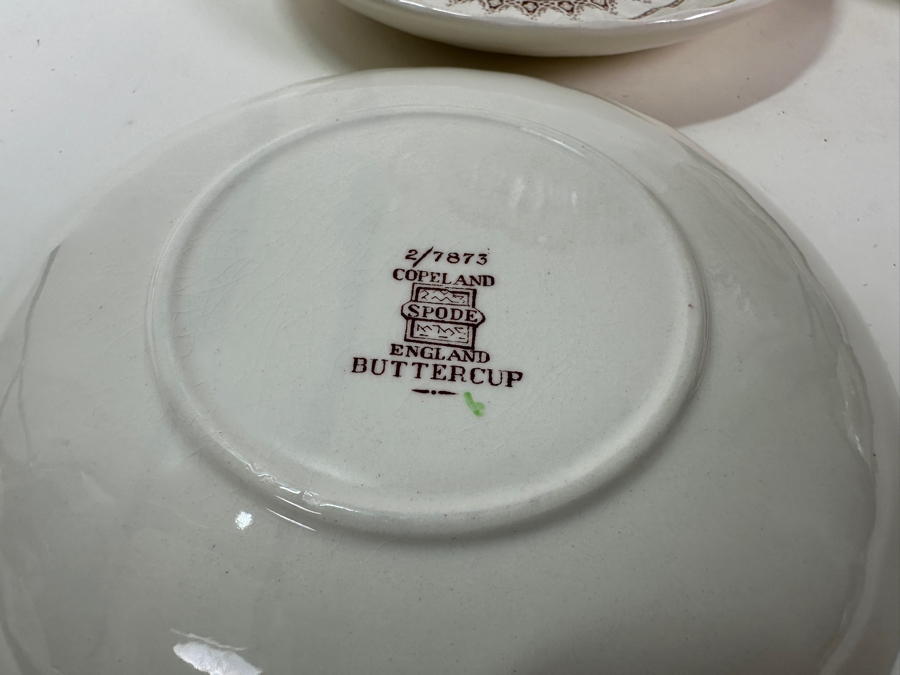 2/7873
COPELAND
SPODE
ENGLAND
BUTTERCUP